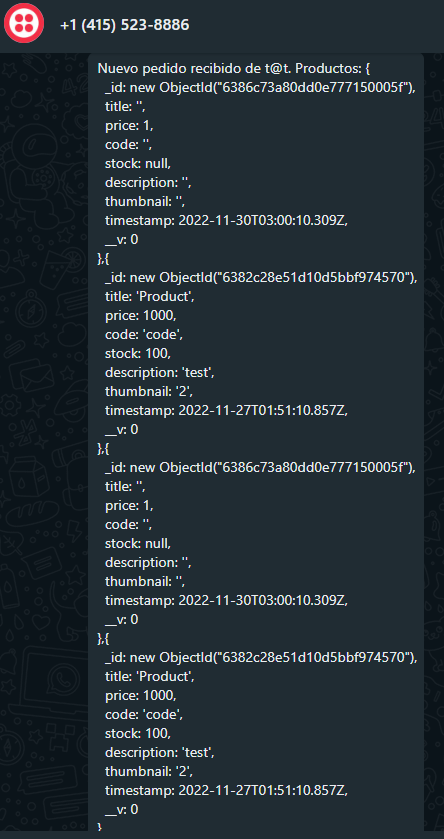 +1 (415) 523-8886
Nuevo pedido recibido de t@t. Productos: {
_id: new ObjectId("6386c73a80dd0e777150005f"),
title: '',
price: 1,
code: '',
stock: null,
description: '',
thumbnail: '',
timestamp: 2022-11-30T03:00:10.309Z,
__v: 0
},{
_id: new ObjectId("6382c28e51d10d5bbf974570"),
title: 'Product',
price: 1000,
code: 'code',
stock: 100,
description: 'test',
thumbnail: '2',
timestamp: 2022-11-27T01:51:10.857Z,
__v: 0
},{
_id: new ObjectId("6386c73a80dd0e777150005f"),
title: '',
price: 1,
code: '',
stock: null,
description: '',
thumbnail: '',
timestamp: 2022-11-30T03:00:10.309Z,
__v: 0
},{
_id: new ObjectId("6382c28e51d10d5bbf974570"),
title: 'Product',
price: 1000,
code: 'code',
stock: 100,
description: 'test',
thumbnail: '2',
timestamp: 2022-11-27T01:51:10.857Z,
__v: 0
}